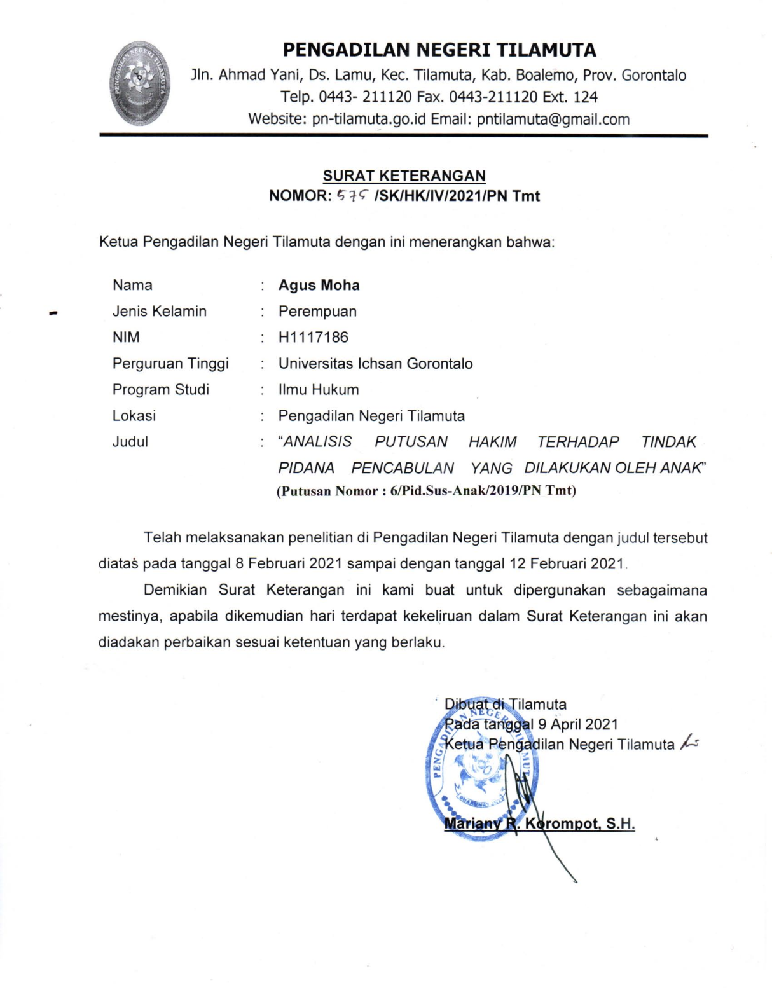 PENGADILAN NEGERI TILAMUTA
Jln. Ahmad Yani, Ds. Lamu, Kec. Tilamuta, Kab. Boalemo, Prov. Gorontalo
Telp. 0443- 211120 Fax. 0443-211120 Ext. 124
Website: pn-tilamuta.go.id Email: pntilamuta@gmail.com
PENGADILAN NEGERI TILAMUTA
SURAT KETERANGAN
NOMOR: 575 /SK/HK/IV/2021/PN Tmt
Ketua Pengadilan Negeri Tilamuta dengan ini menerangkan bahwa:
Nama : Agus Moha
Jenis Kelamin : Perempuan
NIM : H1117186
Perguruan Tinggi : Universitas Ichsan Gorontalo
Program Studi : Ilmu Hukum
Lokasi : Pengadilan Negeri Tilamuta
Judul : “ANALISIS PUTUSAN HAKIM TERHADAP TINDAK
PIDANA PENCABULAN YANG DILAKUKAN OLEH ANAK”
(Putusan Nomor : 6/Pid.Sus-Anak/2019/PN Tmt)
Telah melaksanakan penelitian di Pengadilan Negeri Tilamuta dengan judul tersebut
diatas pada tanggal 8 Februari 2021 sampai dengan tanggal 12 Februari 2021.
Demikian Surat Keterangan ini kami buat untuk dipergunakan sebagaimana
mestinya, apabila dikemudian hari terdapat kekeliruan dalam Surat Keterangan ini akan
diadakan perbaikan sesuai ketentuan yang berlaku.
Dibuat di Tilamuta
Pada tanggal 9 April 2021
Ketua Pengadilan Negeri Tilamuta
PENGADILAN NEGERI TILAMUTA
Mariany R. Korompot, S.H.